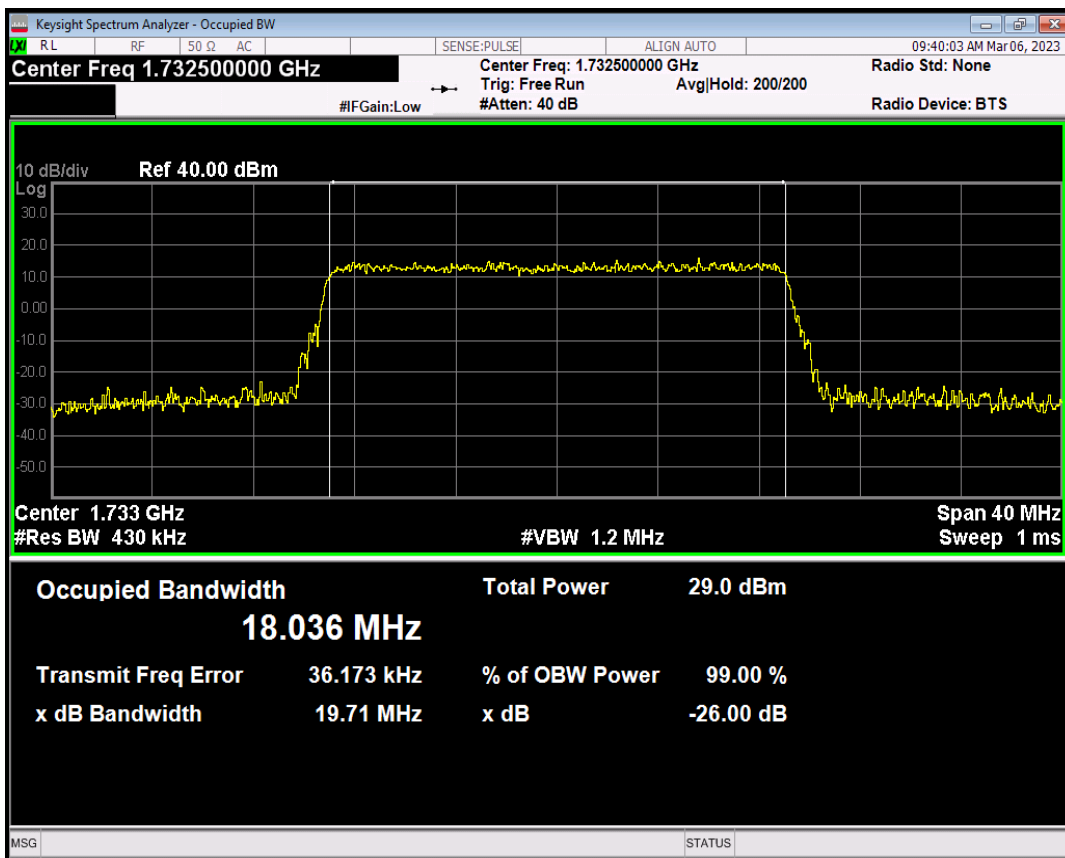 Keysight Spectrum Analyzer - Occupied BW
LXI RL RF 50 Ω AC SENSE:PULSE ALIGN AUTO 09:40:03 AM Mar 06, 2023
Center Freq 1.732500000 GHz
Center Freq: 1.732500000 GHz Radio Std: None
Trig: Free Run Avg|Hold: 200/200
#IFGain:Low #Atten: 40 dB Radio Device: BTS
10 dB/div Ref 40.00 dBm
Log
30.0
20.0
10.0
0.00
-10.0
-20.0
-30.0
-40.0
-50.0
Center 1.733 GHz Span 40 MHz
#Res BW 430 kHz #VBW 1.2 MHz Sweep 1 ms
Occupied Bandwidth Total Power 29.0 dBm
18.036 MHz
Transmit Freq Error 36.173 kHz % of OBW Power 99.00 %
x dB Bandwidth 19.71 MHz x dB -26.00 dB
MSG STATUS